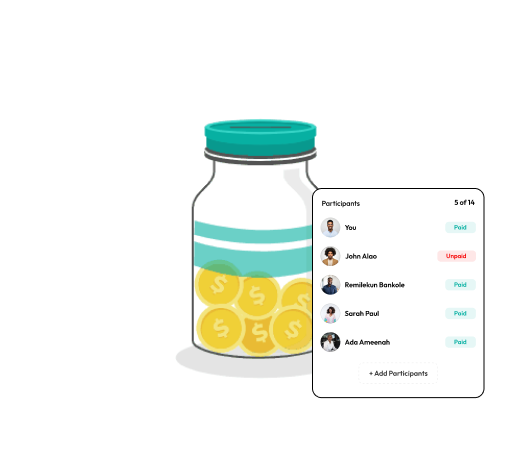 Participants 5 of 14
You Paid
John Alao Unpaid
Remilekun Bankole Paid
Sarah Paul Paid
Ada Ameenah Paid
+ Add Participants
$ $ $
$ $ $